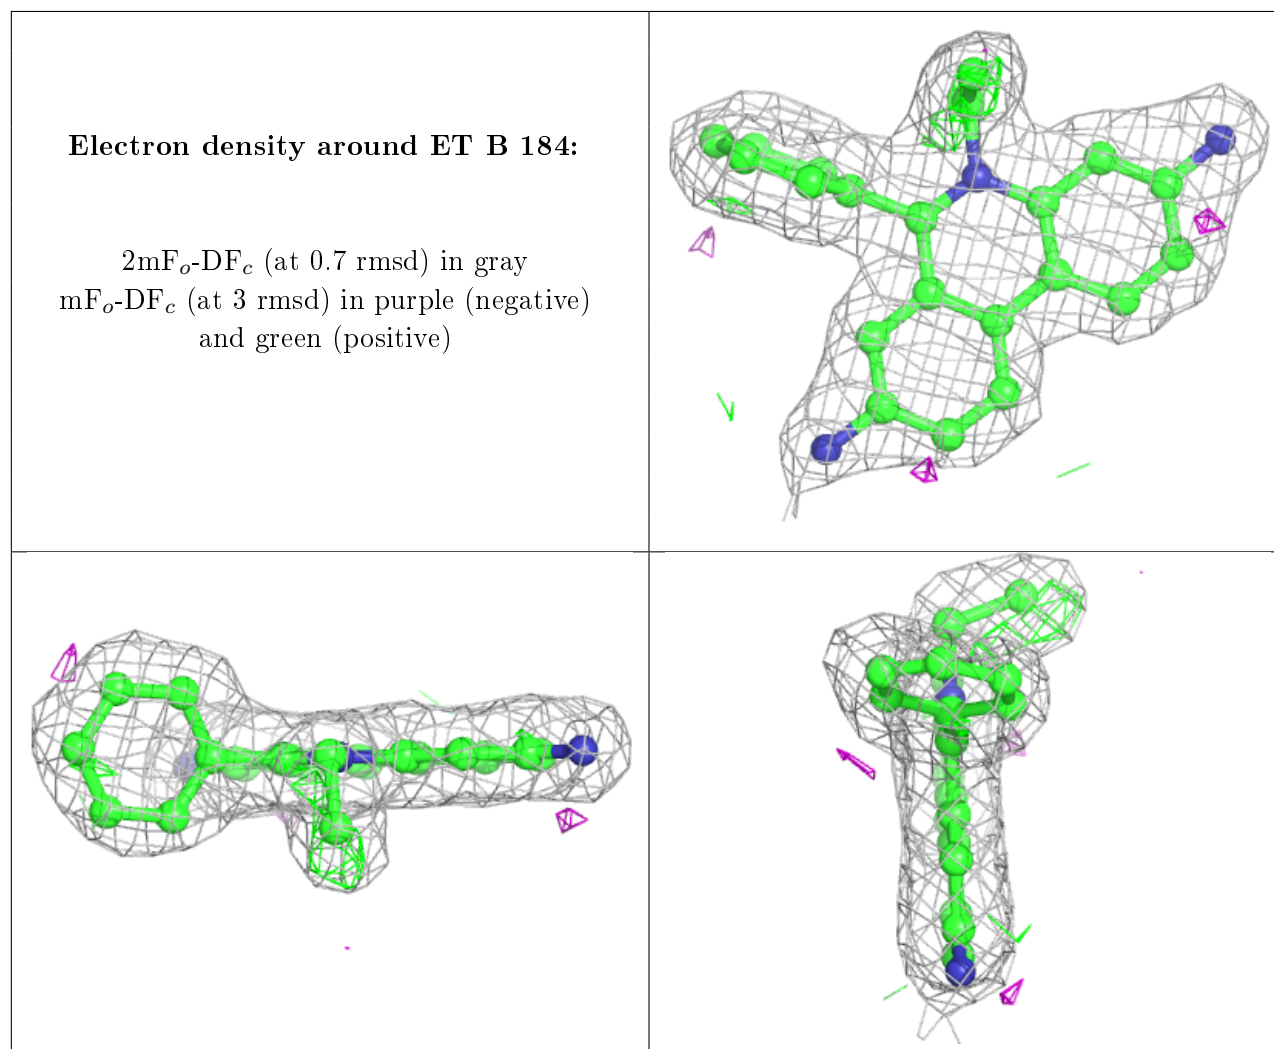 Electron density around ET B 184:
2mFₒ-DF𝒸 (at 0.7 rmsd) in gray
mFₒ-DF𝒸 (at 3 rmsd) in purple (negative)
and green (positive)